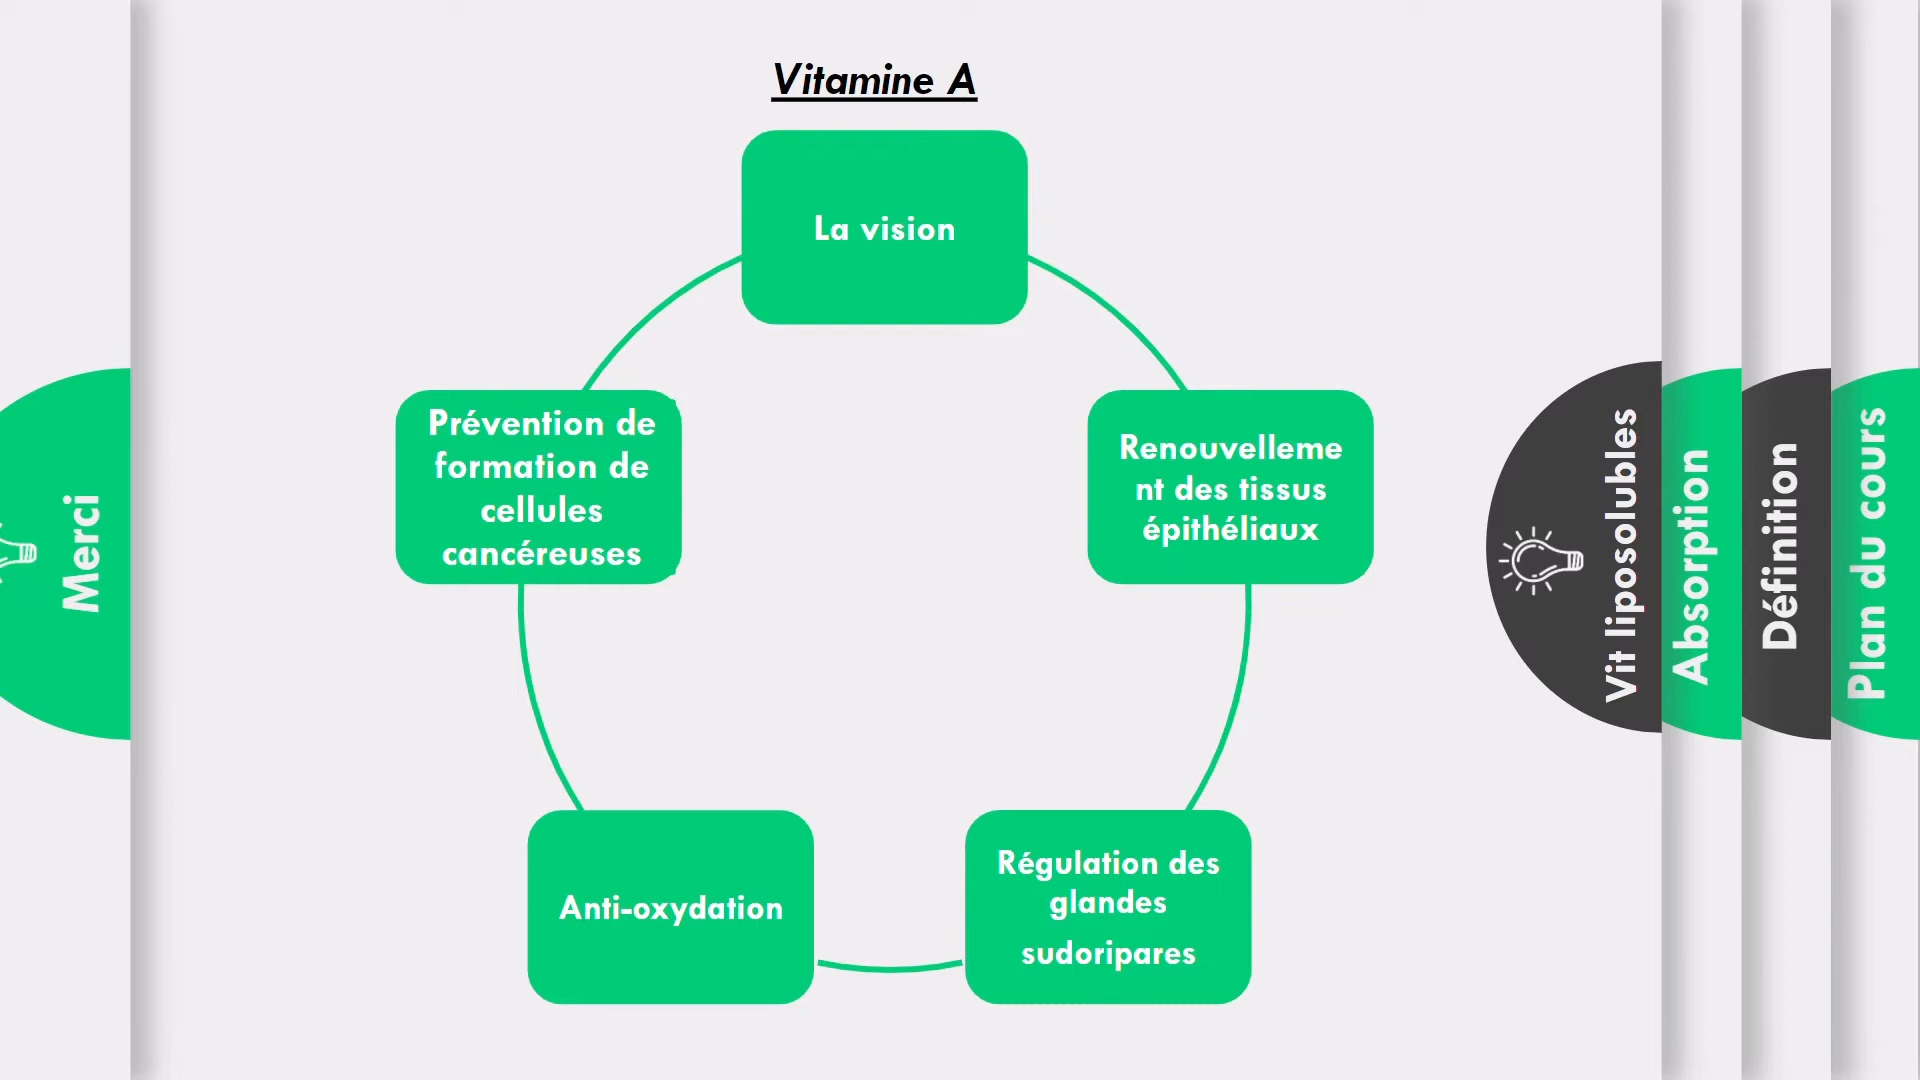 Vitamine A
La vision
Prévention de
formation de
cellules
cancéreuses
Renouvelleme
nt des tissus
épithéliaux
Anti-oxydation
Régulation des
glandes
sudoripares
Merci
Vit liposolubles
Absorption
Définition
Plan du cours